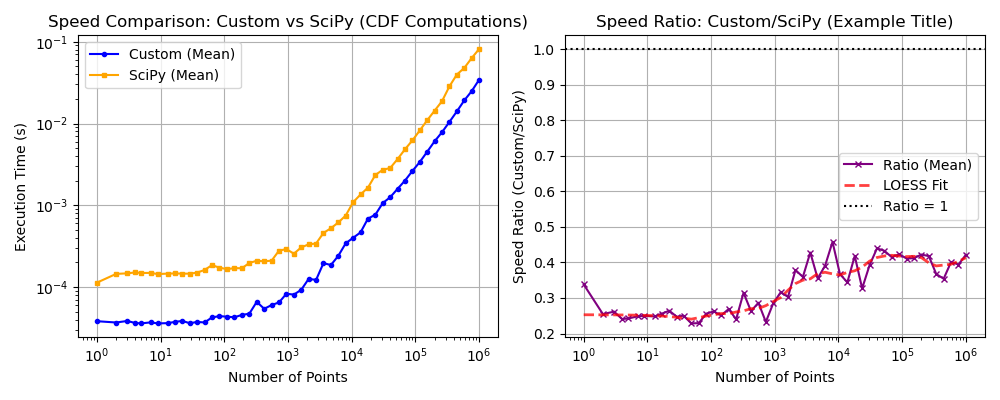 Speed Comparison: Custom vs SciPy (CDF Computations)
Execution Time (s)
10⁻¹
10⁻²
10⁻³
10⁻⁴
Custom (Mean)
SciPy (Mean)
10⁰ 10¹ 10² 10³ 10⁴ 10⁵ 10⁶
Number of Points
Speed Ratio: Custom/SciPy (Example Title)
Speed Ratio (Custom/SciPy)
1.0
0.9
0.8
0.7
0.6
0.5
0.4
0.3
0.2
Ratio (Mean)
LOESS Fit
Ratio = 1
10⁰ 10¹ 10² 10³ 10⁴ 10⁵ 10⁶
Number of Points